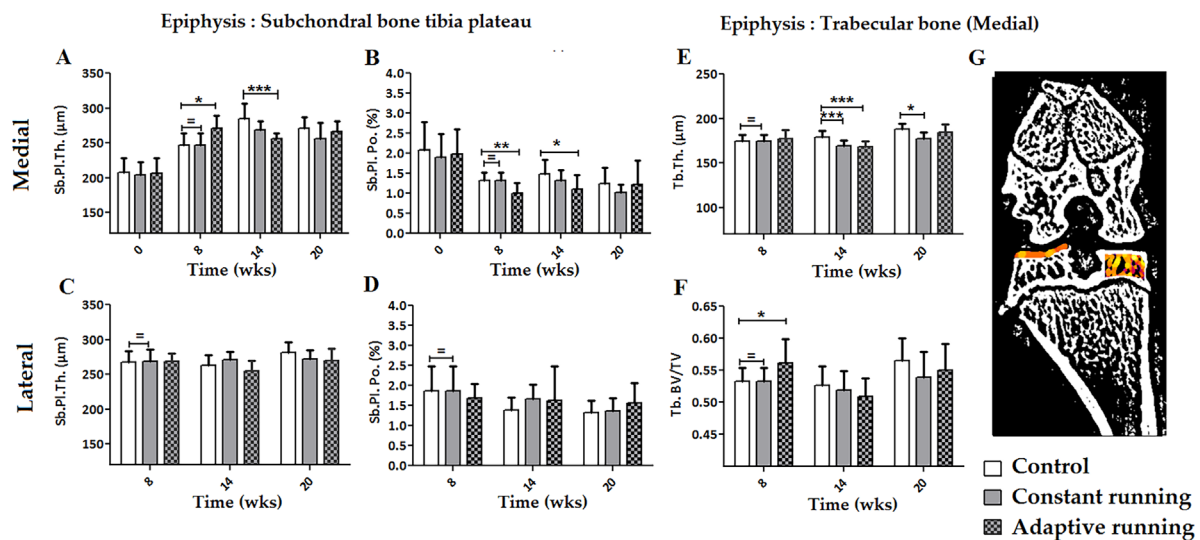 Epiphysis : Subchondral bone tibia plateau
Epiphysis : Trabecular bone (Medial)
A
Sb.Pl.Th. (µm)
350
300
250
200
150
*
=
***
0
8
14
20
Time (wks)
B
Sb.Pl. Po. (%)
4.0
3.5
3.0
2.5
2.0
1.5
1.0
0.5
0.0
**
=
*
0
8
14
20
Time (wks)
E
Tb.Th. (µm)
250
200
150
100
=
***
***
*
8
14
20
Time (wks)
G
Medial
C
Sb.Pl.Th. (µm)
350
300
250
200
150
=
8
14
20
Time (wks)
D
Sb.Pl. Po. (%)
4.0
3.5
3.0
2.5
2.0
1.5
1.0
0.5
0.0
=
8
14
20
Time (wks)
F
Tb. BV/TV
0.65
0.60
0.55
0.50
0.45
*
=
8
14
20
Time (wks)
Lateral
Control
Constant running
Adaptive running